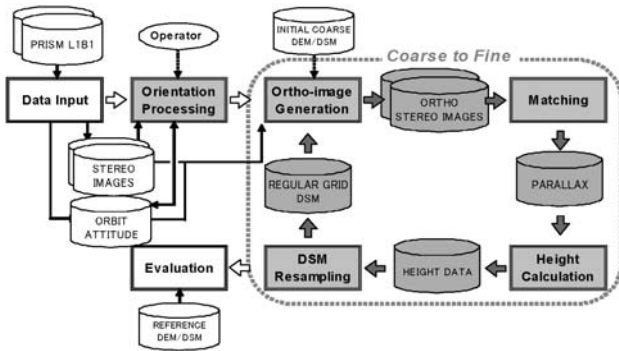 PRISM L1B1
Operator
INITIAL COARSE
DEM/DSM
Coarse to Fine
Data Input
Orientation
Processing
Ortho-image
Generation
ORTHO
STEREO IMAGES
Matching
STEREO
IMAGES
REGULAR GRID
DSM
PARALLAX
ORBIT
ATTITUDE
Evaluation
DSM
Resampling
HEIGHT DATA
Height
Calculation
REFERENCE
DEM/DSM